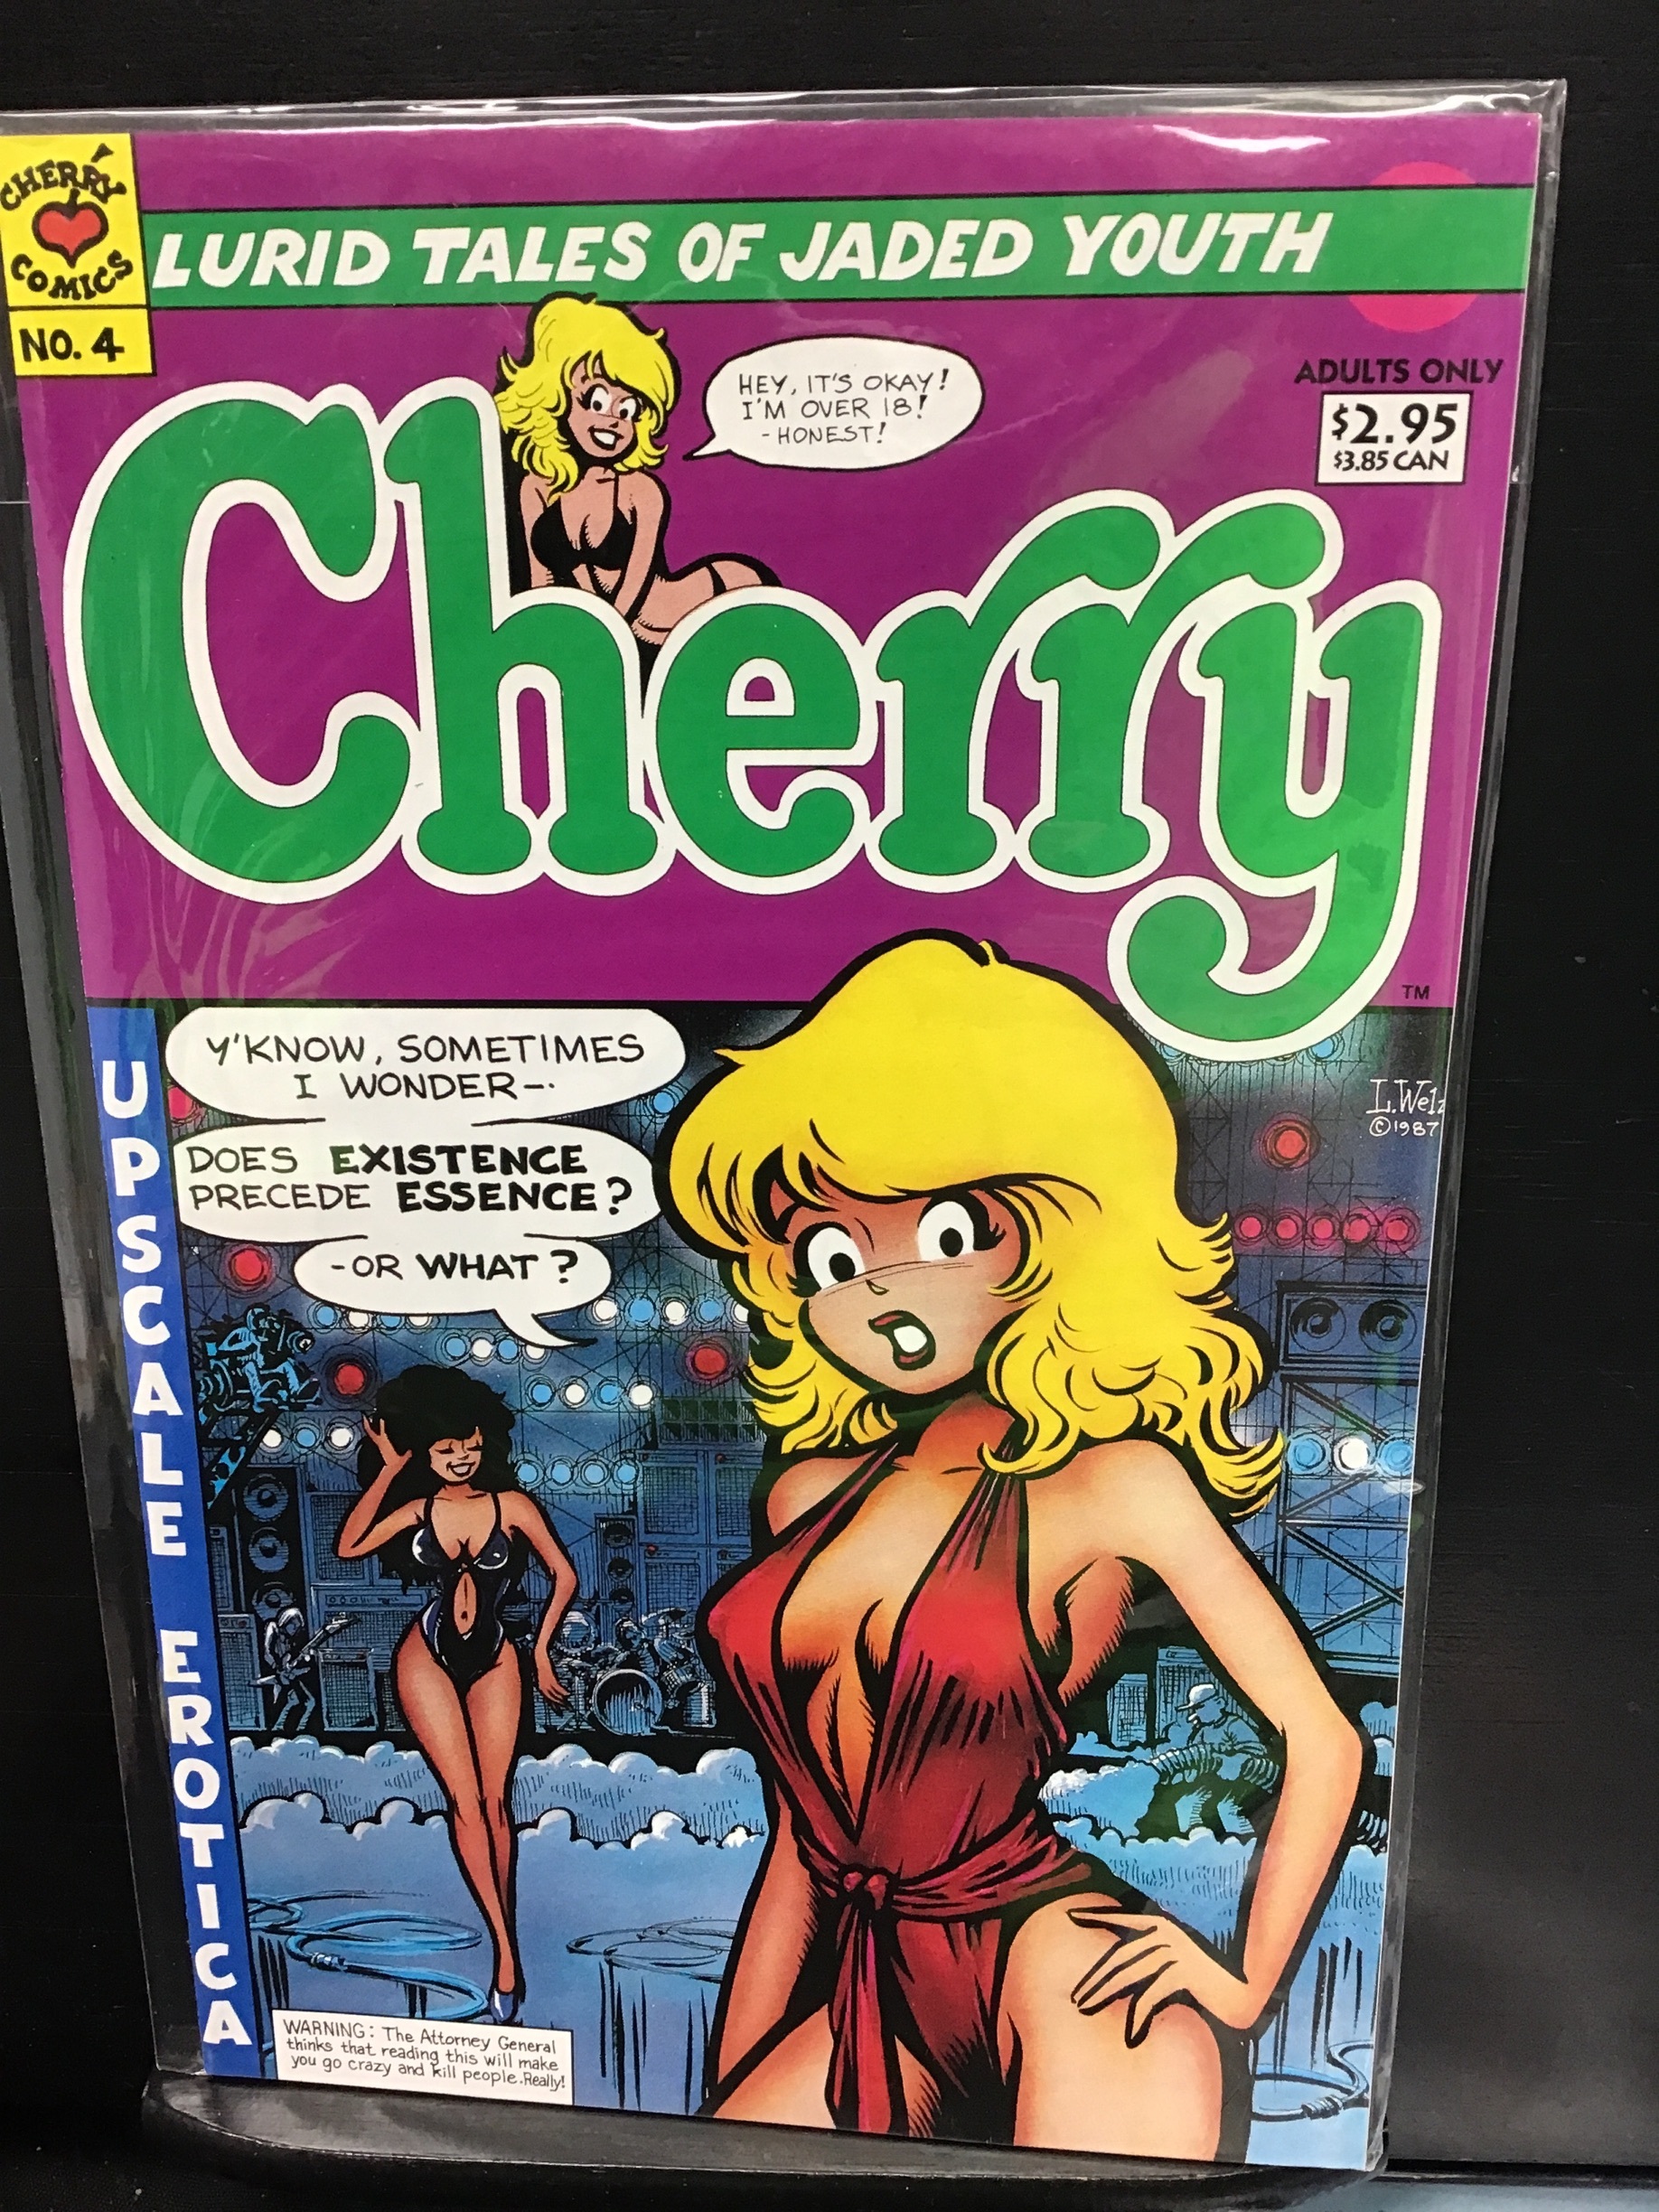 CHERRY
COMICS
NO. 4
LURID TALES OF JADED YOUTH
HEY, IT'S OKAY!
I'M OVER 18!
- HONEST!
ADULTS ONLY
$2.95
$3.85 CAN
Cherry
TM
UPSCALE EROTICA
Y'KNOW, SOMETIMES
I WONDER--
DOES EXISTENCE
PRECEDE ESSENCE?
-OR WHAT?
L. Welz
©1987
WARNING: The Attorney General
thinks that reading this will make
you go crazy and kill people. Really!